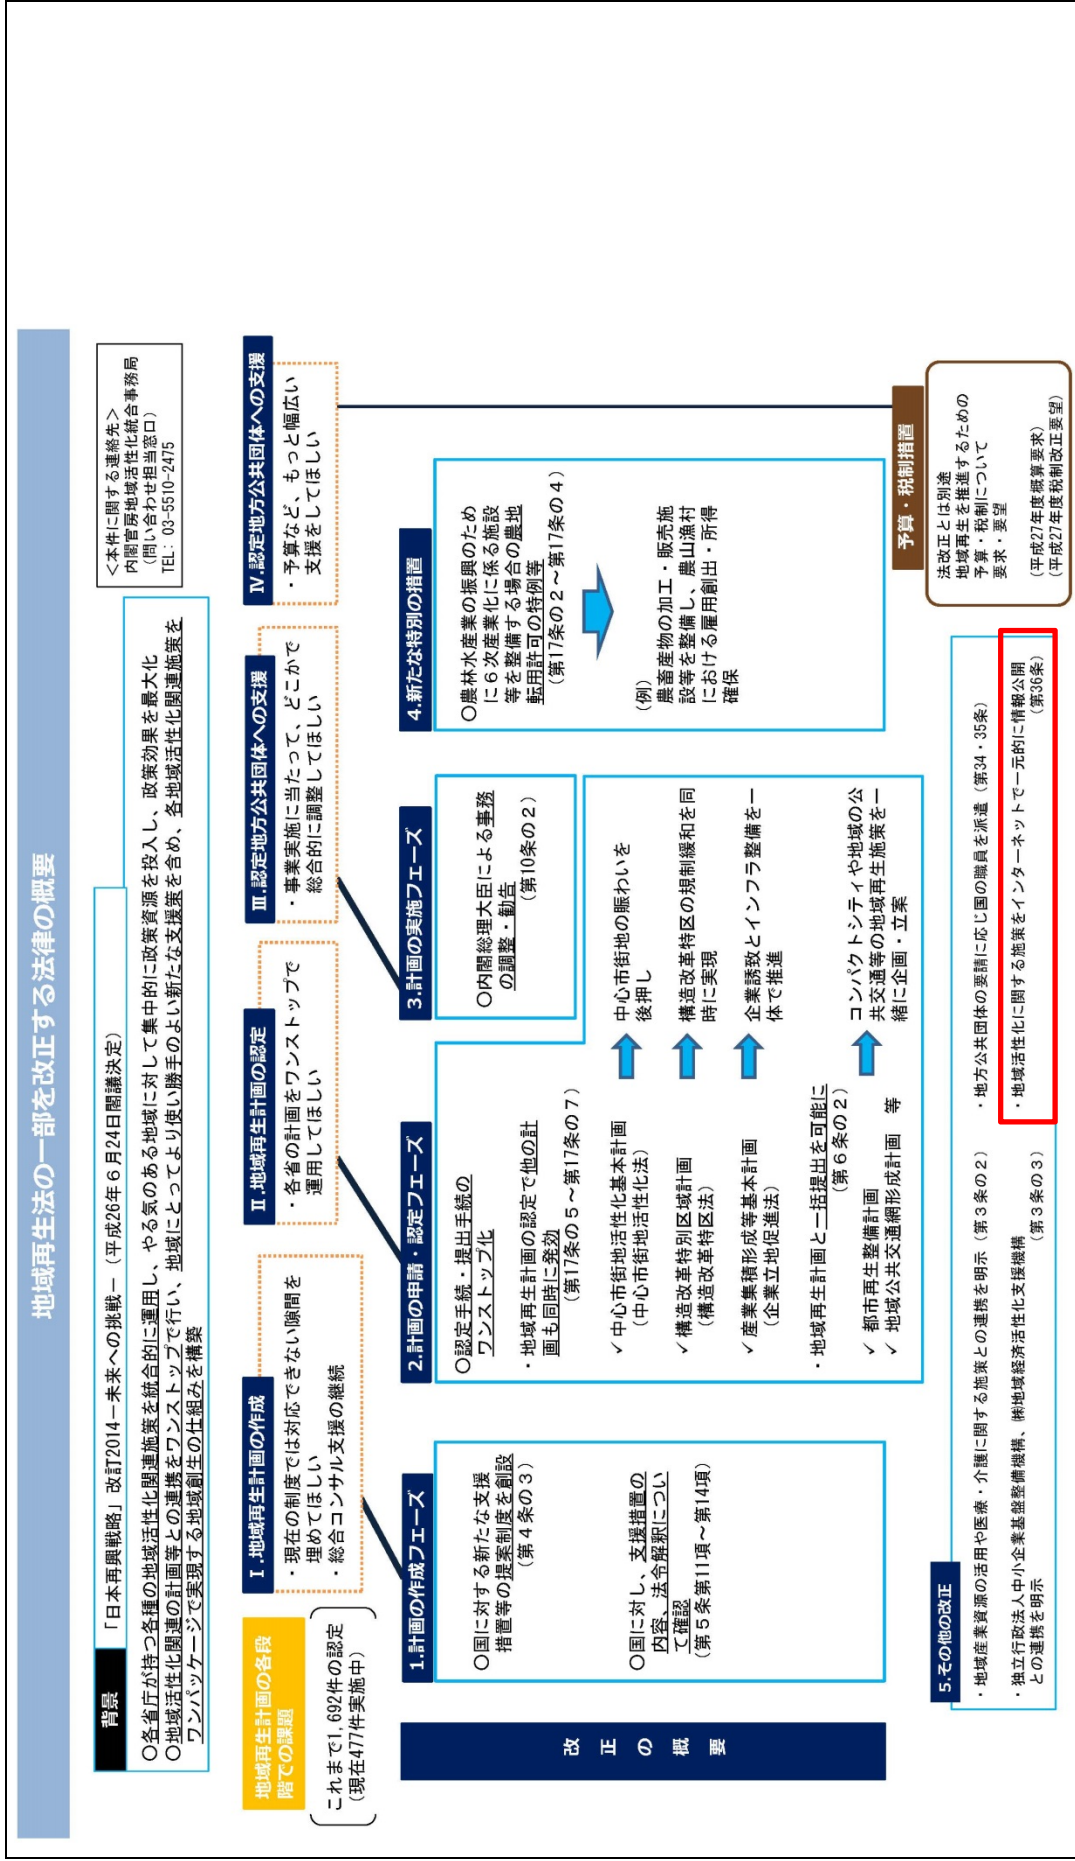 地域再生法の一部を改正する法律の概要
背景
「日本再興戦略」改訂2014－未来への挑戦－（平成26年６月24日閣議決定）
〇各省庁が持つ各種の地域活性化関連施策を統合的に運用し、やる気のある地域に対して集中的に政策資源を投入し、政策効果を最大化
〇地域活性化関連の計画等との連携をワンストップで行い、地域にとってより使い勝手のよい新たな支援策を含め、各地域活性化関連施策を
ワンパッケージで実現する地域創生の仕組みを構築
＜本件に関する連絡先＞
内閣官房地域活性化統合事務局
（問い合わせ担当窓口）
TEL: 03-5510-2475
地域再生計画の各段
階での課題
これまで1,692件の認定
（現在477件実施中）
Ⅰ.地域再生計画の作成
・現在の制度では対応できない隙間を
埋めてほしい
・総合コンサル支援の継続
Ⅱ.地域再生計画の認定
・各省の計画をワンストップで
運用してほしい
Ⅲ.認定地方公共団体への支援
・事業実施に当たって、どこかで
総合的に調整してほしい
Ⅳ.認定地方公共団体への支援
・予算など、もっと幅広い
支援をしてほしい
改正の概要
1.計画の作成フェーズ
〇国に対する新たな支援
措置等の提案制度を創設
（第４条の３）
〇国に対し、支援措置の
内容、法令解釈につい
て確認
（第５条第11項～第14項）
2.計画の申請・認定フェーズ
〇認定手続・提出手続の
ワンストップ化
・地域再生計画の認定で他の計
画も同時に発効
（第17条の５～第17条の７）
✓中心市街地活性化基本計画
（中心市街地活性化法）
中心市街地の賑わいを
後押し
✓構造改革特別区域計画
（構造改革特区法）
構造改革特区の規制緩和を同
時に実現
✓産業集積形成等基本計画
（企業立地促進法）
企業誘致とインフラ整備を一
体で推進
・地域再生計画と一括提出を可能に
（第６条の２）
✓ 都市再生整備計画
✓ 地域公共交通網形成計画　等
コンパクトシティや地域の公
共交通等の地域再生施策を一
緒に企画・立案
3.計画の実施フェーズ
〇内閣総理大臣による事務
の調整・勧告
（第10条の２）
4.新たな特別の措置
〇農林水産業の振興のため
に６次産業化に係る施設
等を整備する場合の農地
転用許可の特例等
（第17条の２～第17条の４）
（例）
農畜産物の加工・販売施
設等を整備し、農山漁村
における雇用創出・所得
確保
5.その他の改正
・地域産業資源の活用や医療・介護に関する施策との連携を明示（第３条の２）
・独立行政法人中小企業基盤整備機構、㈱地域経済活性化支援機構
との連携を明示　（第３条の３）
・地方公共団体の要請に応じ国の職員を派遣（第34・35条）
・地域活性化に関する施策をインターネットで一元的に情報公開
（第36条）
予算・税制措置
法改正とは別途
地域再生を推進するための
予算・税制について
要求・要望
（平成27年度概算要求）
（平成27年度税制改正要望）